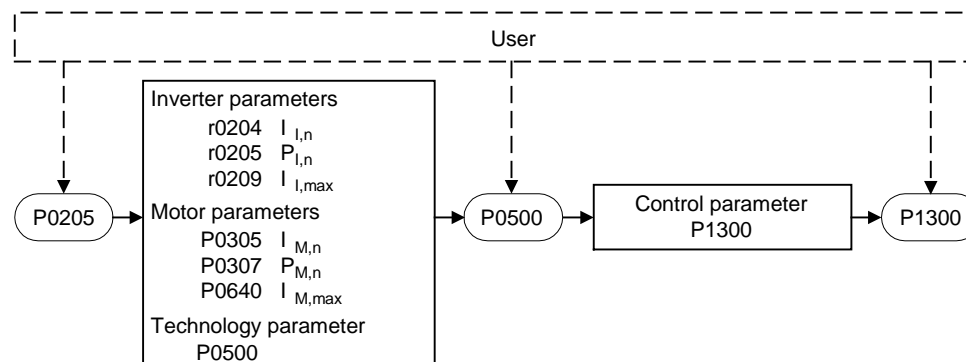 User
Inverter parameters
r0204 I I,n
r0205 P I,n
r0209 I I,max
P0205
Motor parameters
P0305 I M,n
P0307 P M,n
P0640 I M,max
Technology parameter
P0500
P0500
Control parameter
P1300
P1300